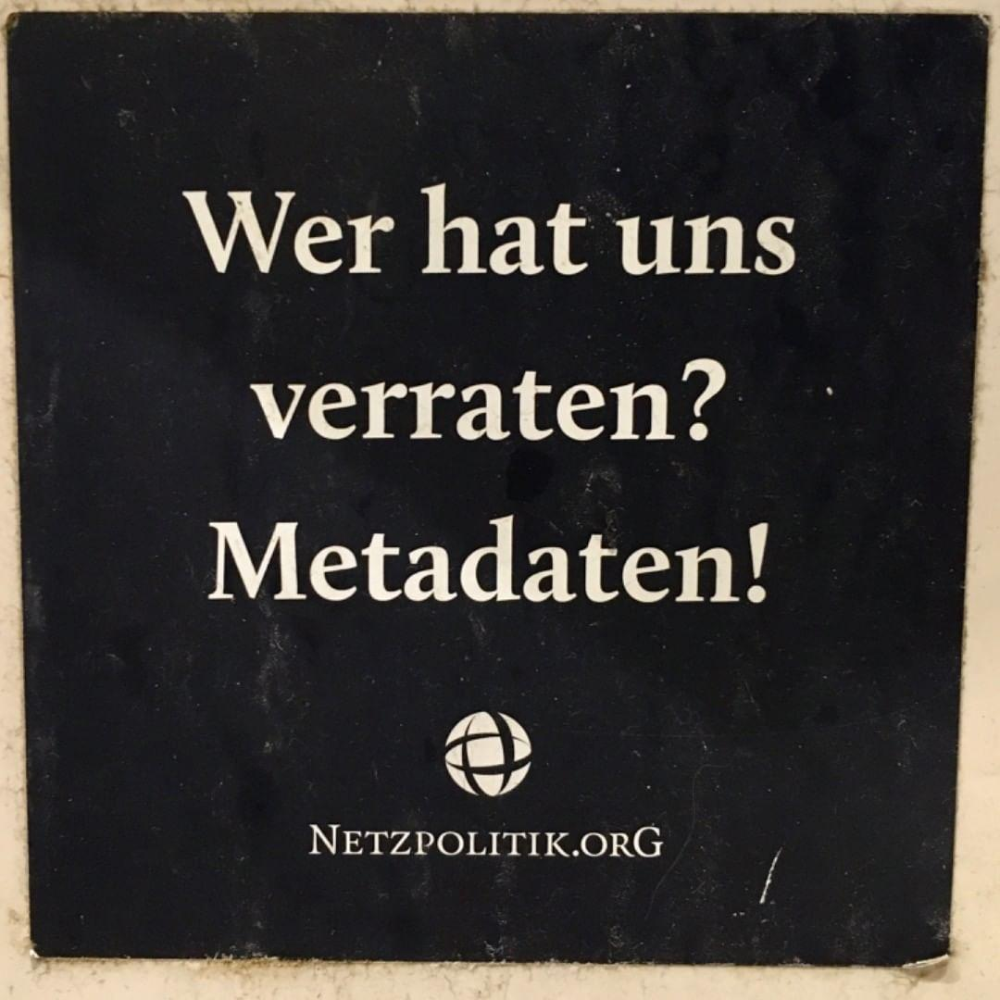 Wer hat uns
verraten?
Metadaten!
NETZPOLITIK.ORG